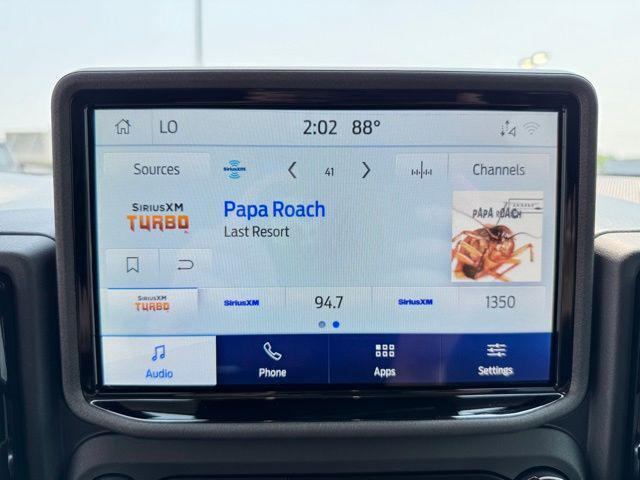 LO 2:02 88°
Sources SiriusXM 41 Channels
SIRIUSXM TURBO
Papa Roach
Last Resort
PAPA ROACH
SIRIUSXM TURBO SiriusXM 94.7 SiriusXM 1350
Audio Phone Apps Settings